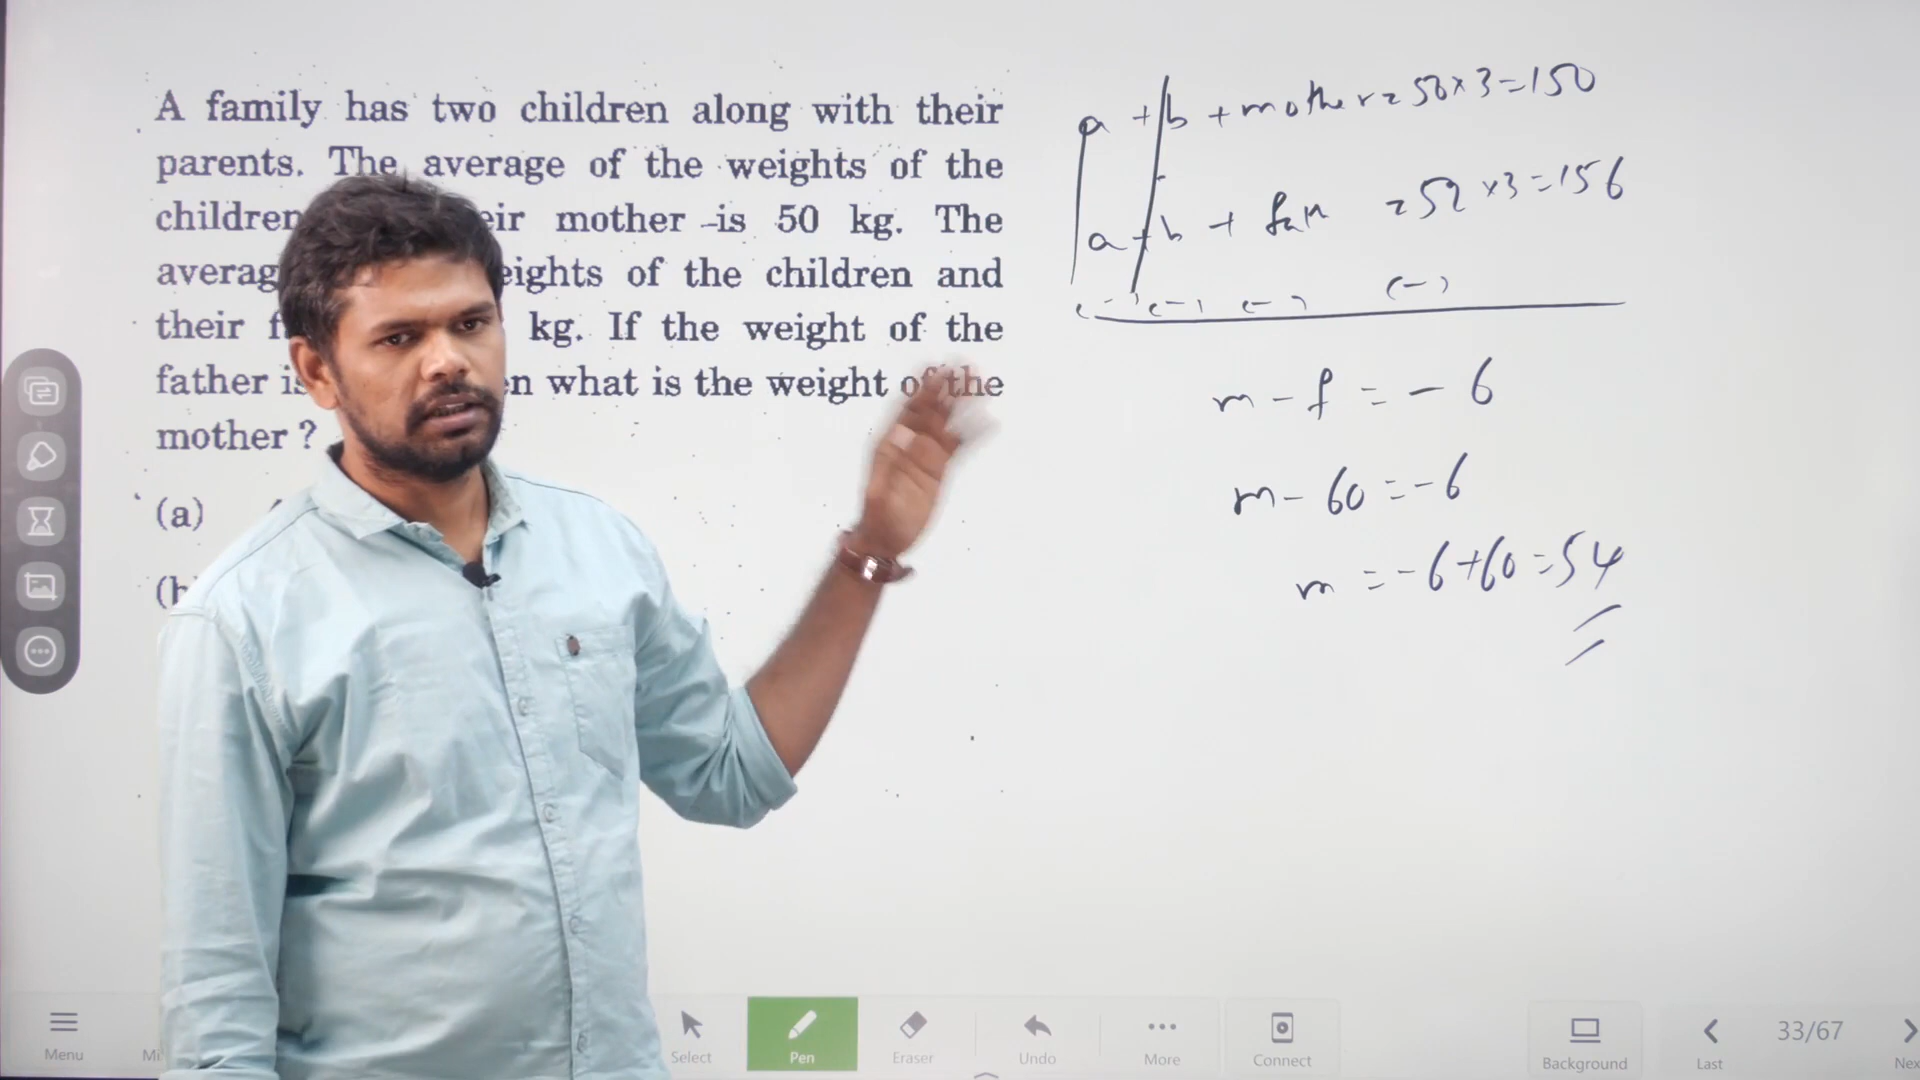 A family has two children along with their
parents. The average of the weights of the
children eir mother is 50 kg. The
averag eights of the children and
their f kg. If the weight of the
father is n what is the weight of the
mother ?
(a)
(b)
a + b + mother = 50 × 3 = 150
a + b + = 52 × 3 = 156
(-) (-) (-) (-)
m - f = - 6
m - 60 = - 6
m = - 6 + 60 = 54
Menu
Select
Pen
Eraser
Undo
More
Connect
Background
Last
33/67